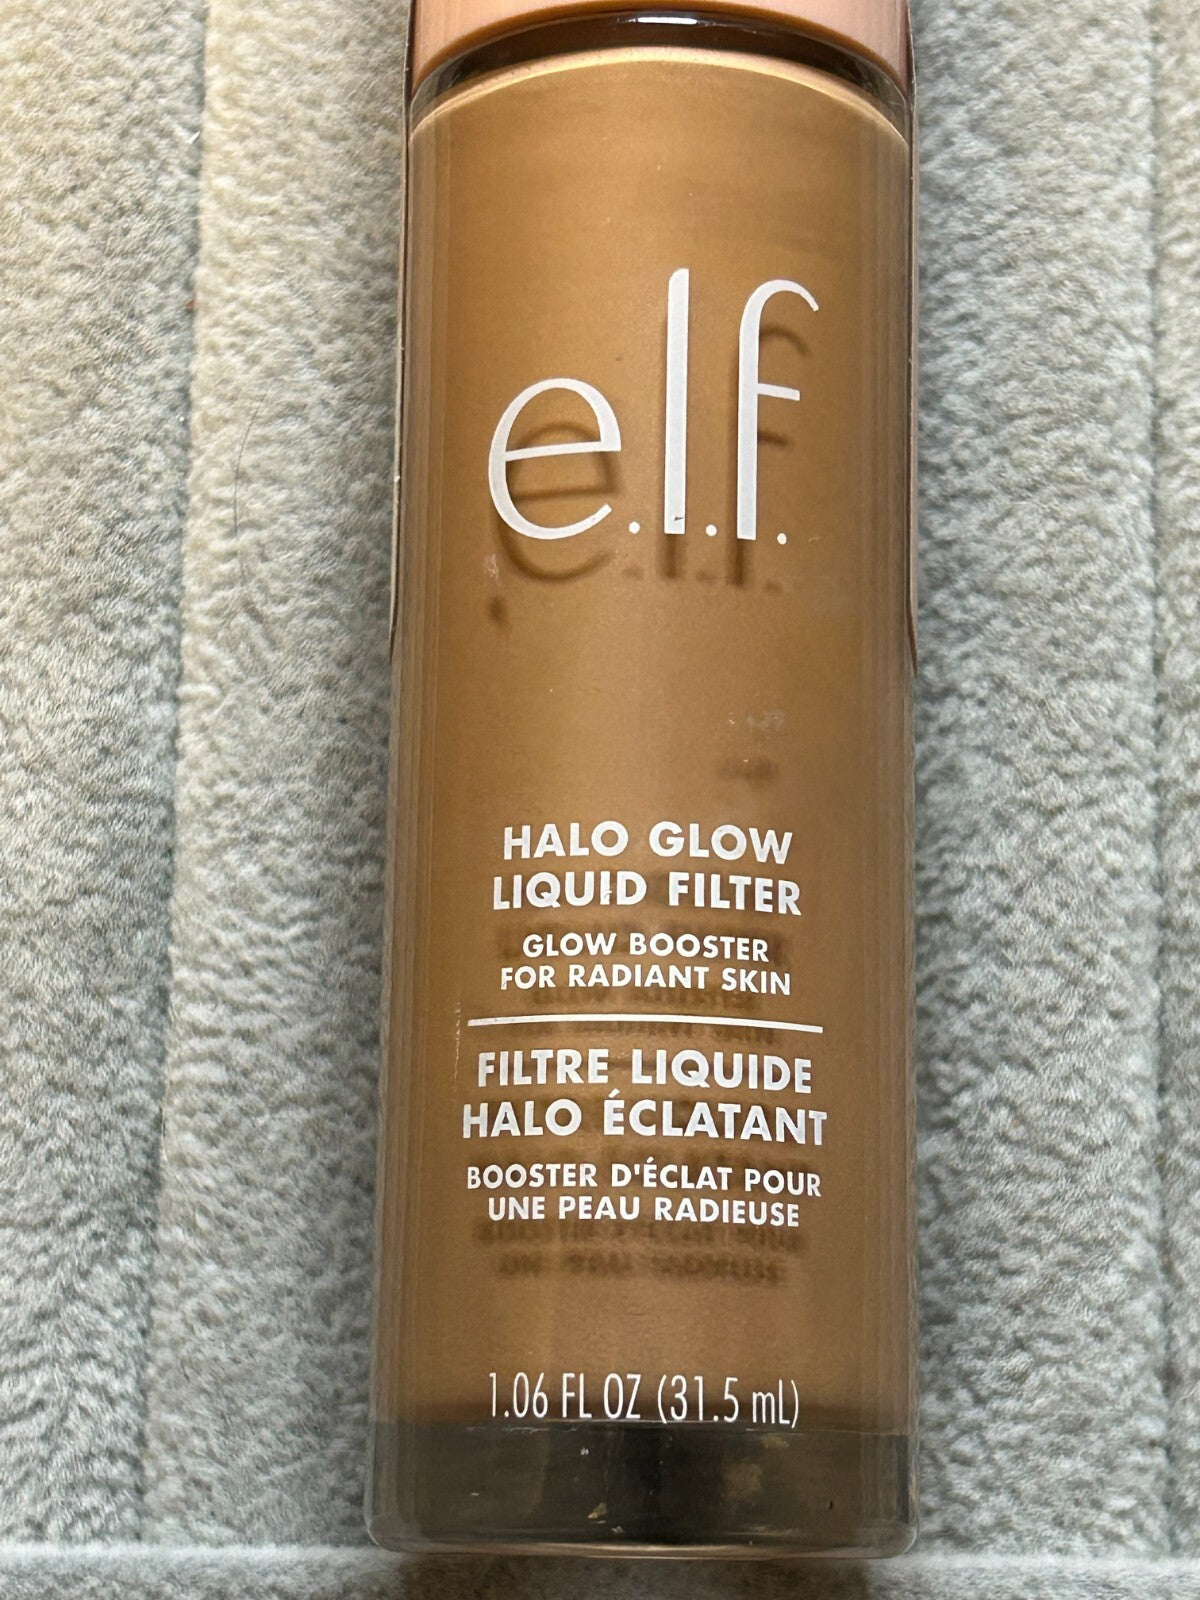 e.l.f.
HALO GLOW
LIQUID FILTER
GLOW BOOSTER
FOR RADIANT SKIN
FILTRE LIQUIDE
HALO ÉCLATANT
BOOSTER D'ÉCLAT POUR
UNE PEAU RADIEUSE
1.06 FL OZ (31.5 mL)